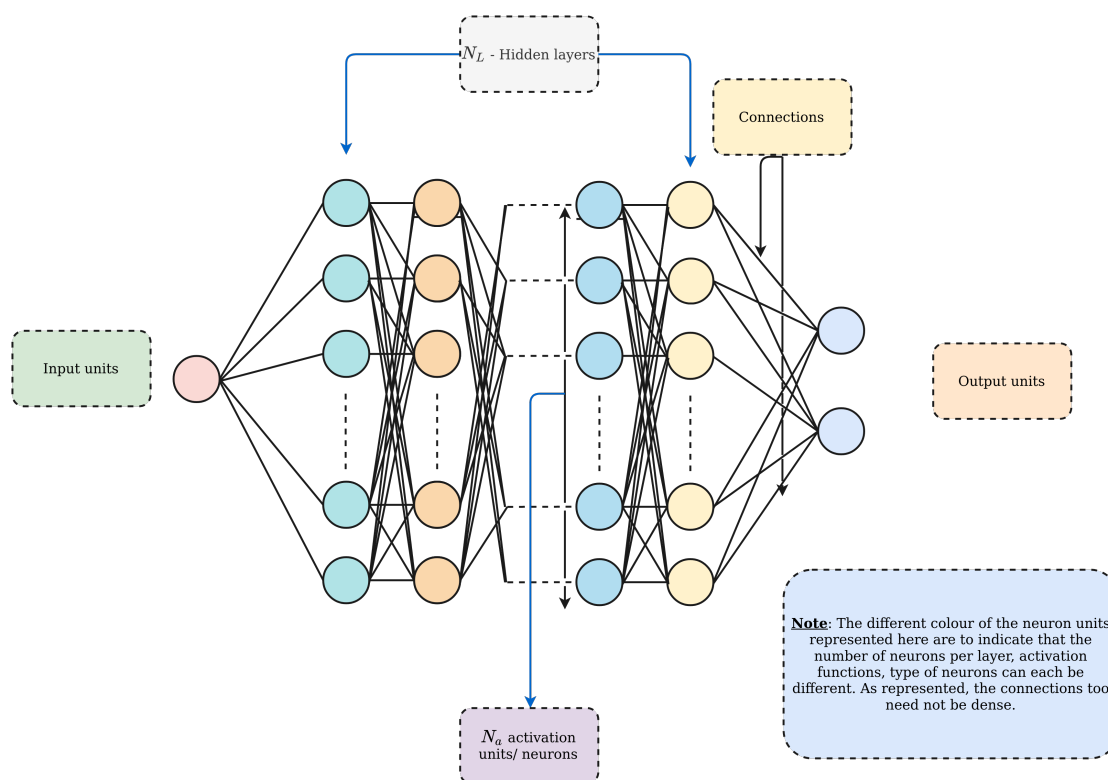 N_L - Hidden layers
Connections
Input units
Output units
Note: The different colour of the neuron units
represented here are to indicate that the
number of neurons per layer, activation
functions, type of neurons can each be
different. As represented, the connections too
need not be dense.
N_a activation
units/ neurons